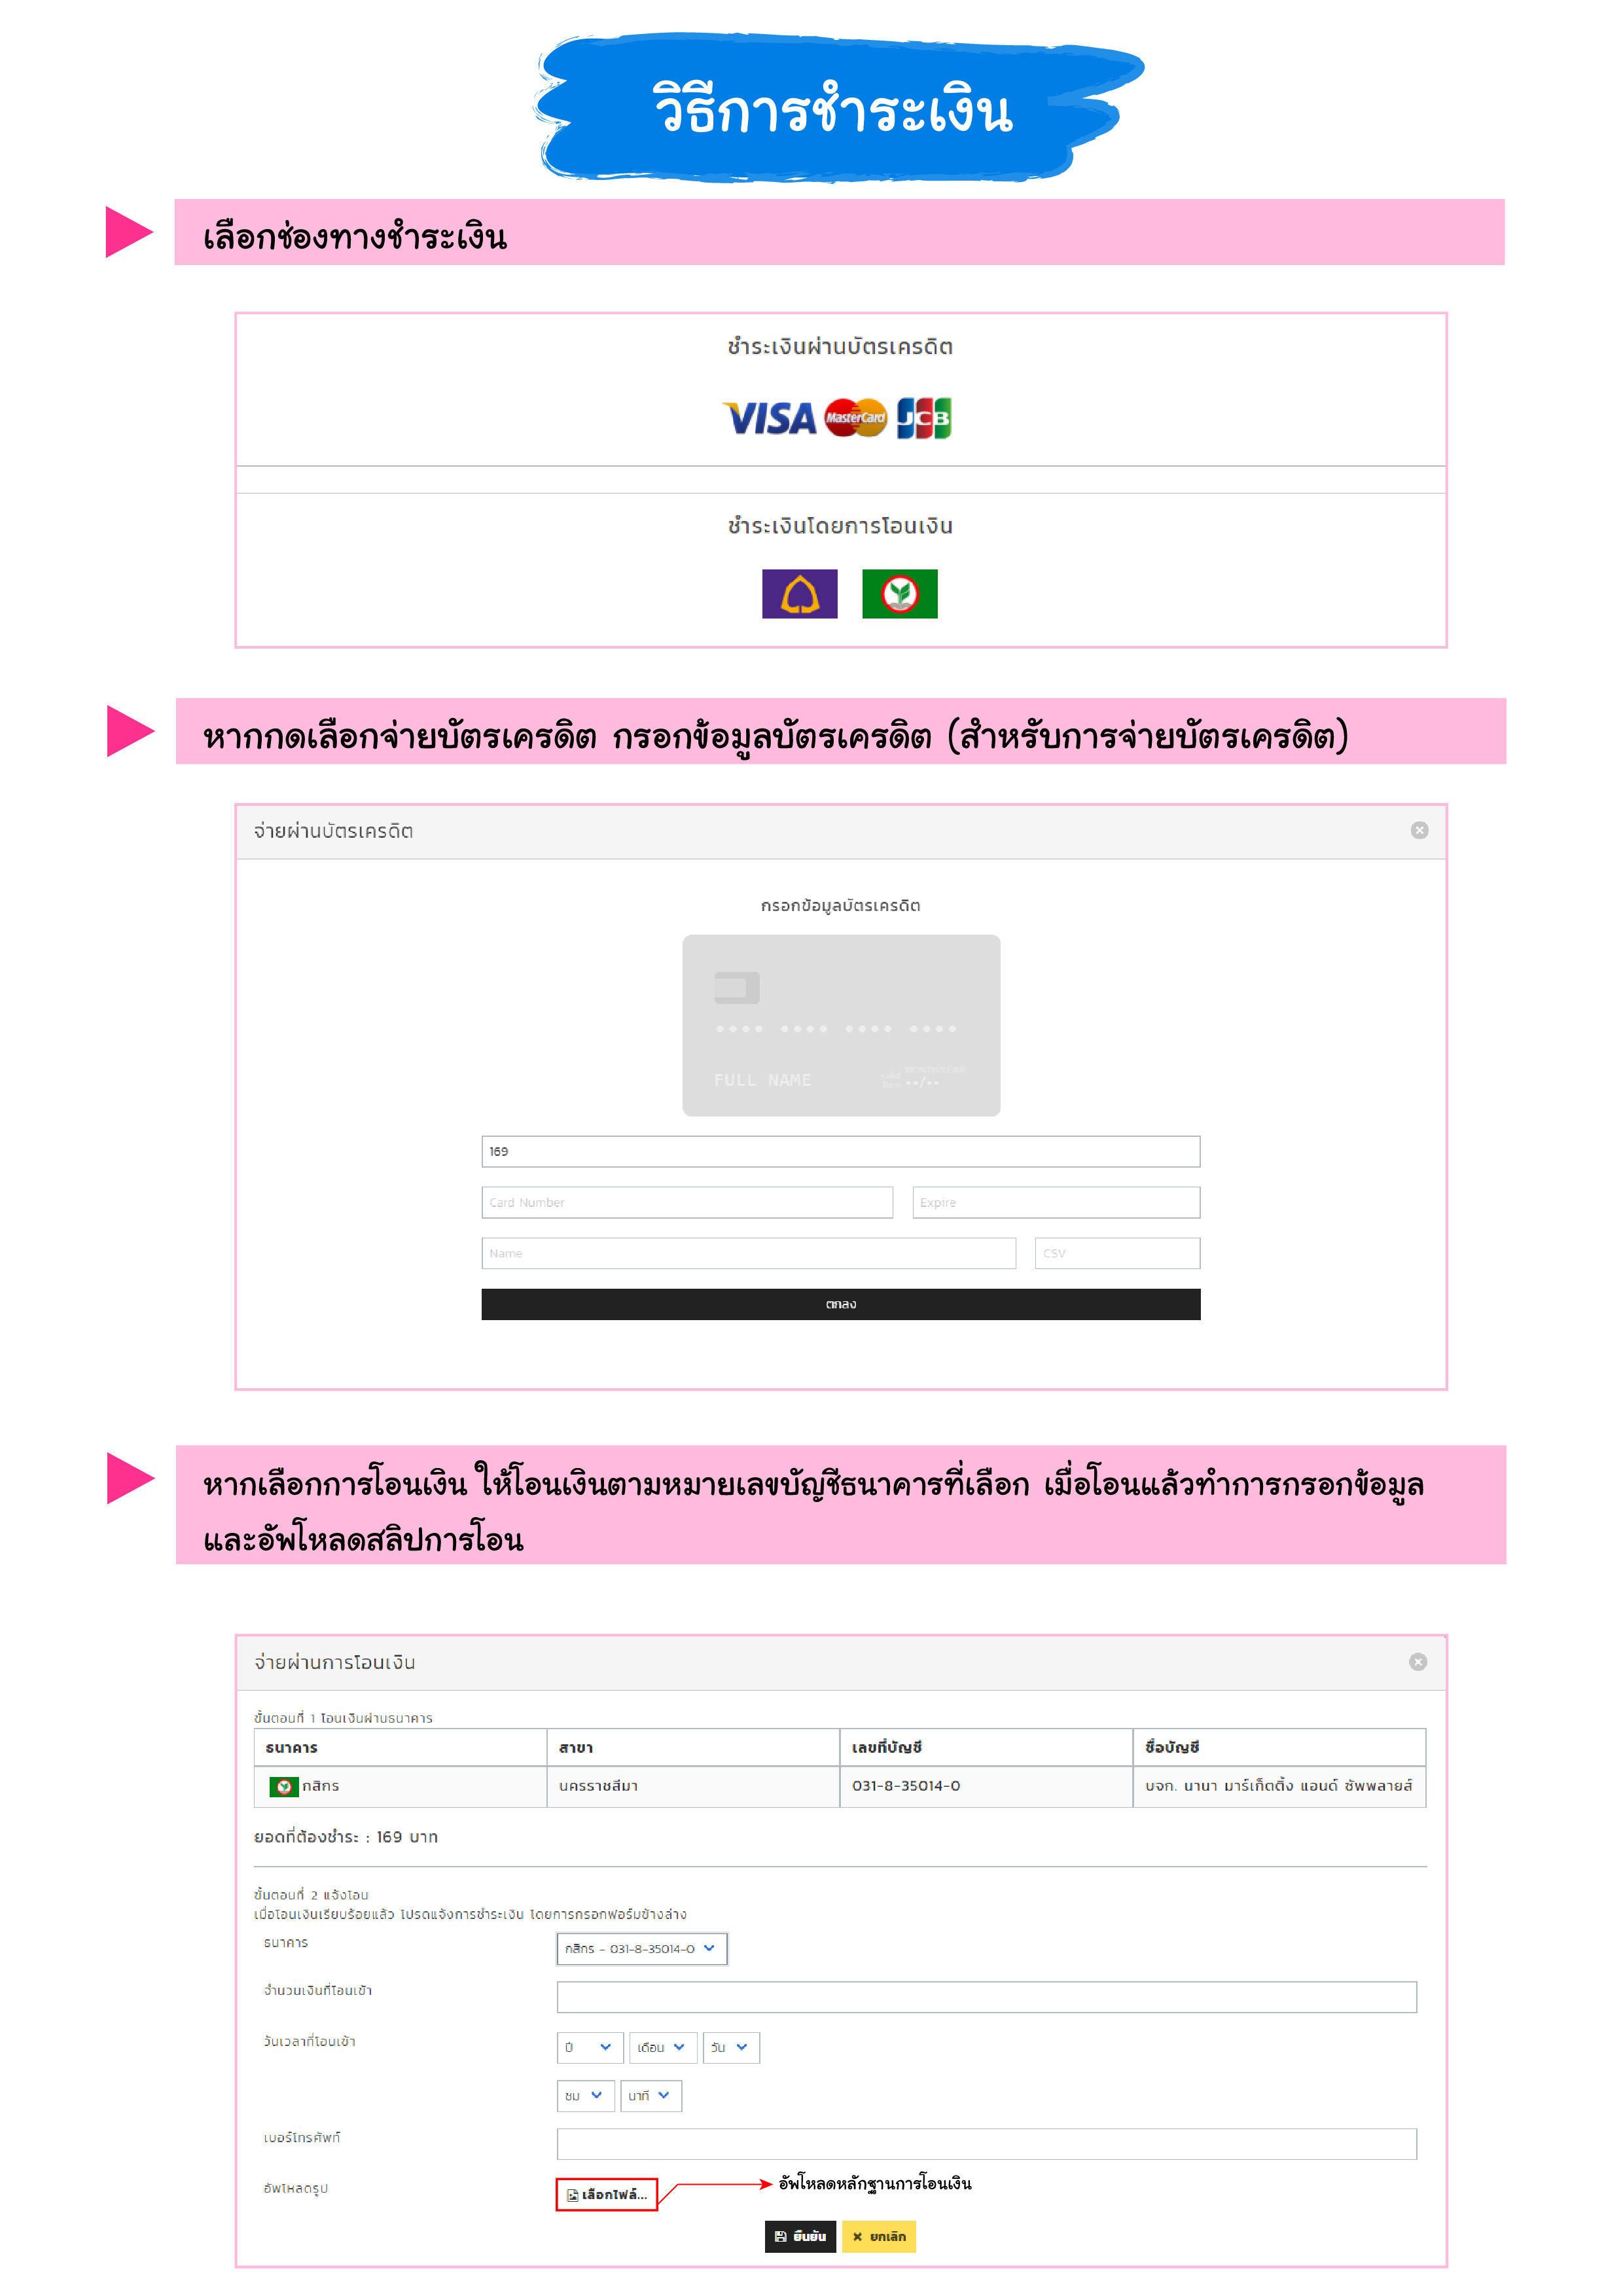 วิธีการชำระเงิน
เลือกช่องทางชำระเงิน
ชำระเงินผ่านบัตรเครดิต
VISA MasterCard JCB
ชำระเงินโดยการโอนเงิน
หากกดเลือกจ่ายบัตรเครดิต กรอกข้อมูลบัตรเครดิต (สำหรับการจ่ายบัตรเครดิต)
จ่ายผ่านบัตรเครดิต
กรอกข้อมูลบัตรเครดิต
•••• •••• •••• ••••
MONTH/YEAR
FULL NAME ••/••
169
Card Number Expire
Name CSV
ตกลง
หากเลือกการโอนเงิน ให้โอนเงินตามหมายเลขบัญชีธนาคารที่เลือก เมื่อโอนแล้วทำการกรอกข้อมูล
และอัพโหลดสลิปการโอน
จ่ายผ่านการโอนเงิน
ขั้นตอนที่ 1 โอนเงินผ่านธนาคาร
ธนาคาร สาขา เลขที่บัญชี ชื่อบัญชี
กสิกร นครราชสีมา 031-8-35014-0 บจก. นานา มาร์เก็ตติ้ง แอนด์ ซัพพลายส์
ยอดที่ต้องชำระ : 169 บาท
ขั้นตอนที่ 2 แจ้งโอน
เมื่อโอนเงินเรียบร้อยแล้ว โปรดแจ้งการชำระเงิน โดยการกรอกฟอร์มข้างล่าง
ธนาคาร กสิกร - 031-8-35014-0
จำนวนเงินที่โอนเข้า
วันเวลาที่โอนเข้า ปี เดือน วัน
ชม นาที
เบอร์โทรศัพท์
อัพโหลดรูป เลือกไฟล์... อัพโหลดหลักฐานการโอนเงิน
ยืนยัน ยกเลิก